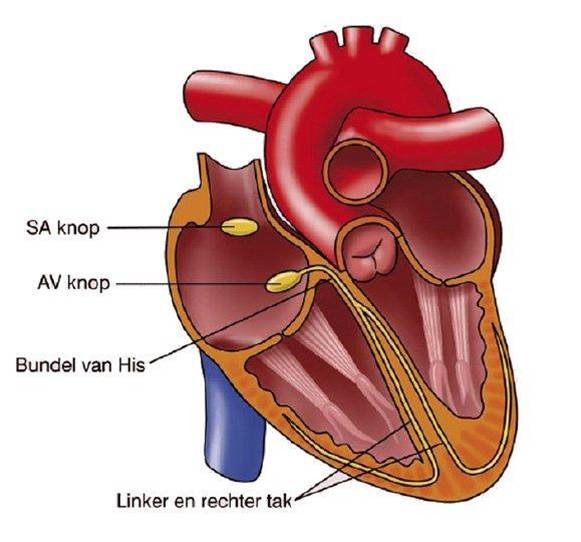 SA knop
AV knop
Bundel van His
Linker en rechter tak